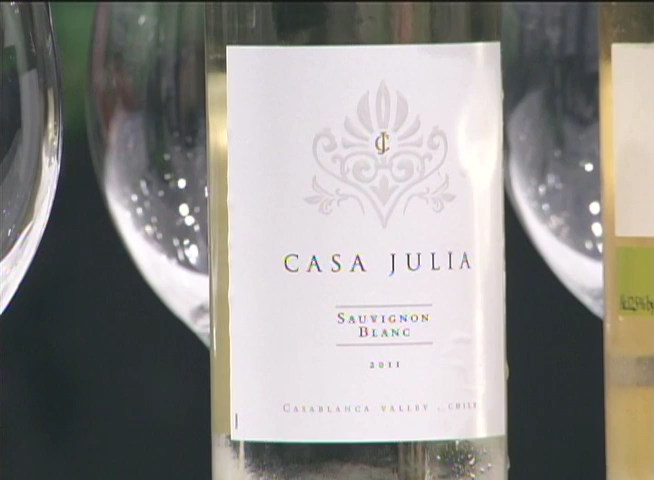 CJ
CASA JULIA
SAUVIGNON
BLANC
2011
CASABLANCA VALLEY - CHILE